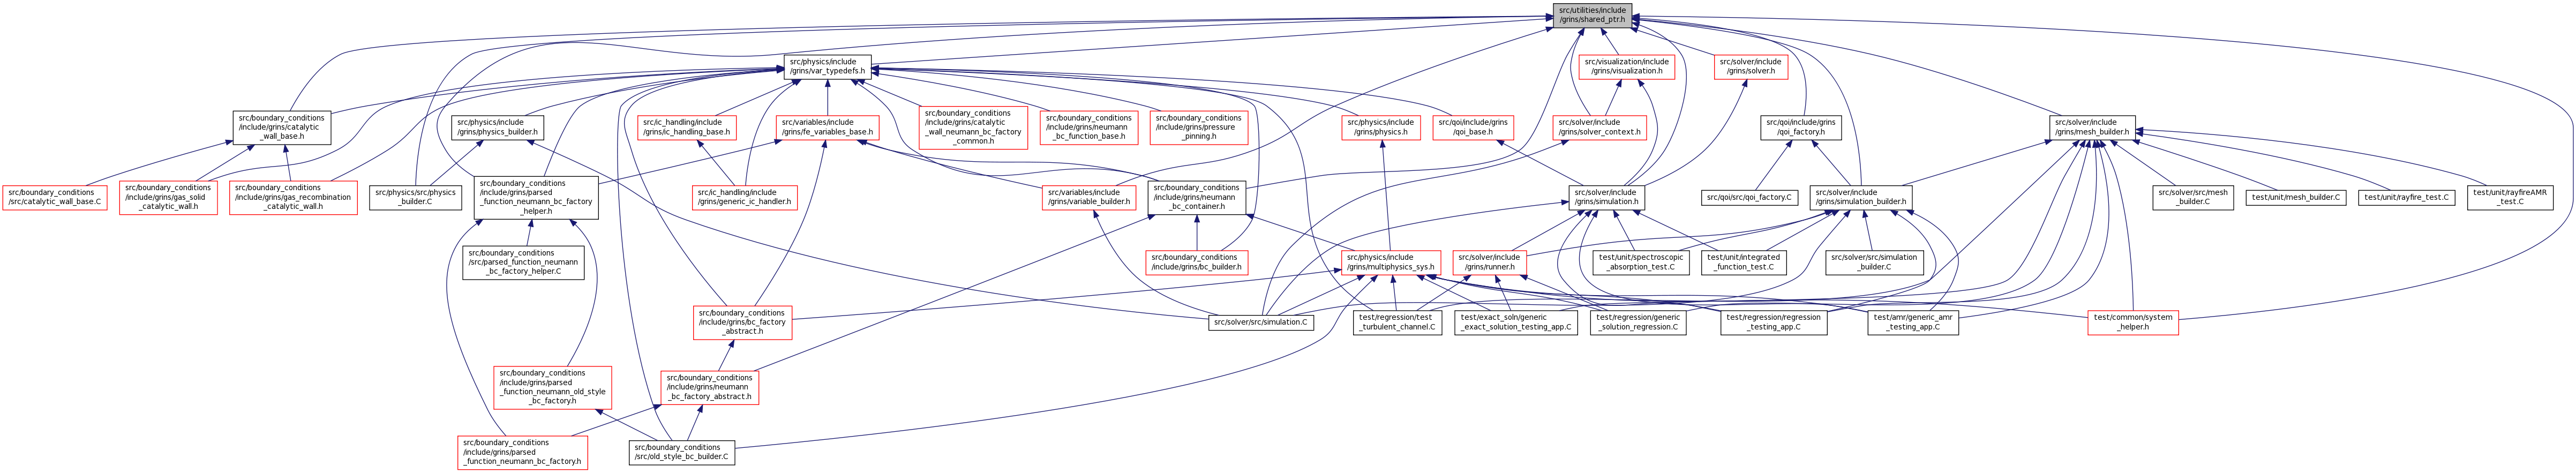 src/utilities/include
/grins/shared_ptr.h
src/physics/include
/grins/var_typedefs.h
src/visualization/include
/grins/visualization.h
src/solver/include
/grins/solver.h
src/boundary_conditions
/include/grins/catalytic
_wall_base.h
src/physics/include
/grins/physics_builder.h
src/ic_handling/include
/grins/ic_handling_base.h
src/variables/include
/grins/fe_variables_base.h
src/boundary_conditions
/include/grins/catalytic
_wall_neumann_bc_factory
_common.h
src/boundary_conditions
/include/grins/neumann
_bc_function_base.h
src/boundary_conditions
/include/grins/pressure
_pinning.h
src/physics/include
/grins/physics.h
src/qoi/include/grins
/qoi_base.h
src/solver/include
/grins/solver_context.h
src/qoi/include/grins
/qoi_factory.h
src/solver/include
/grins/mesh_builder.h
src/boundary_conditions
/src/catalytic_wall_base.C
src/boundary_conditions
/include/grins/gas_solid
_catalytic_wall.h
src/boundary_conditions
/include/grins/gas_recombination
_catalytic_wall.h
src/physics/src/physics
_builder.C
src/boundary_conditions
/include/grins/parsed
_function_neumann_bc_factory
_helper.h
src/ic_handling/include
/grins/generic_ic_handler.h
src/variables/include
/grins/variable_builder.h
src/boundary_conditions
/include/grins/neumann
_bc_container.h
src/solver/include
/grins/simulation.h
src/qoi/src/qoi_factory.C
src/solver/include
/grins/simulation_builder.h
src/solver/src/mesh
_builder.C
test/unit/mesh_builder.C
test/unit/rayfire_test.C
test/unit/rayfireAMR
_test.C
src/boundary_conditions
/src/parsed_function_neumann
_bc_factory_helper.C
src/boundary_conditions
/include/grins/bc_builder.h
src/physics/include
/grins/multiphysics_sys.h
src/solver/include
/grins/runner.h
test/unit/spectroscopic
_absorption_test.C
test/unit/integrated
_function_test.C
src/solver/src/simulation
_builder.C
src/boundary_conditions
/include/grins/bc_factory
_abstract.h
src/solver/src/simulation.C
test/regression/test
_turbulent_channel.C
test/exact_soln/generic
_exact_solution_testing_app.C
test/regression/generic
_solution_regression.C
test/regression/regression
_testing_app.C
test/amr/generic_amr
_testing_app.C
test/common/system
_helper.h
src/boundary_conditions
/include/grins/parsed
_function_neumann_old_style
_bc_factory.h
src/boundary_conditions
/include/grins/neumann
_bc_factory_abstract.h
src/boundary_conditions
/include/grins/parsed
_function_neumann_bc_factory.h
src/boundary_conditions
/src/old_style_bc_builder.C